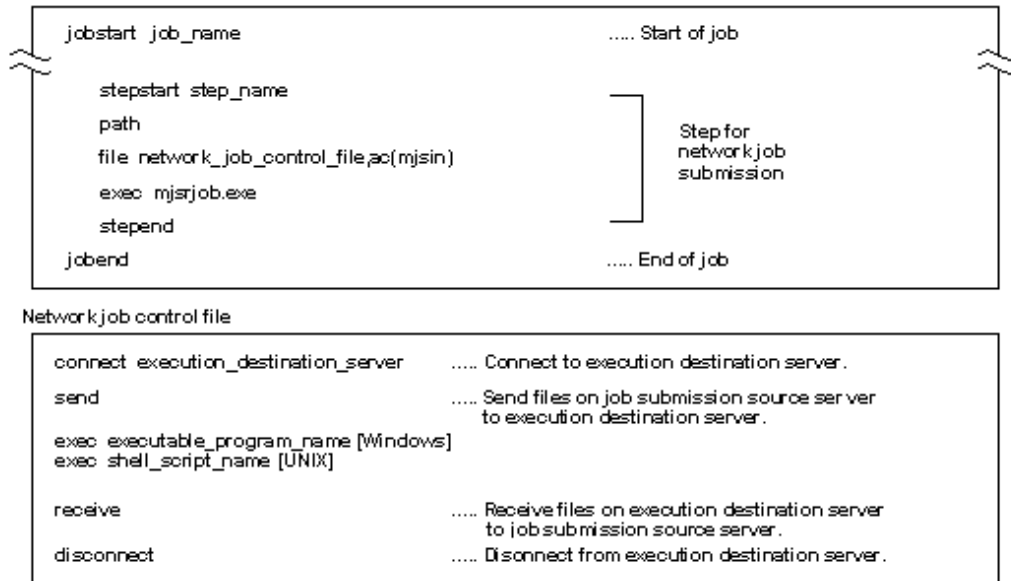 jobstart job_name ..... Start of job
stepstart step_name
path
file network_job_control_file,ac(mjsin)
exec mjsrjob.exe
stepend
Step for
network job
submission
jobend ..... End of job
Network job control file
connect execution_destination_server ..... Connect to execution destination server.
send ..... Send files on job submission source server
to execution destination server.
exec executable_program_name [Windows]
exec shell_script_name [UNIX]
receive ..... Receive files on execution destination server
to job submission source server.
disconnect ..... Disonnect from execution destination server.